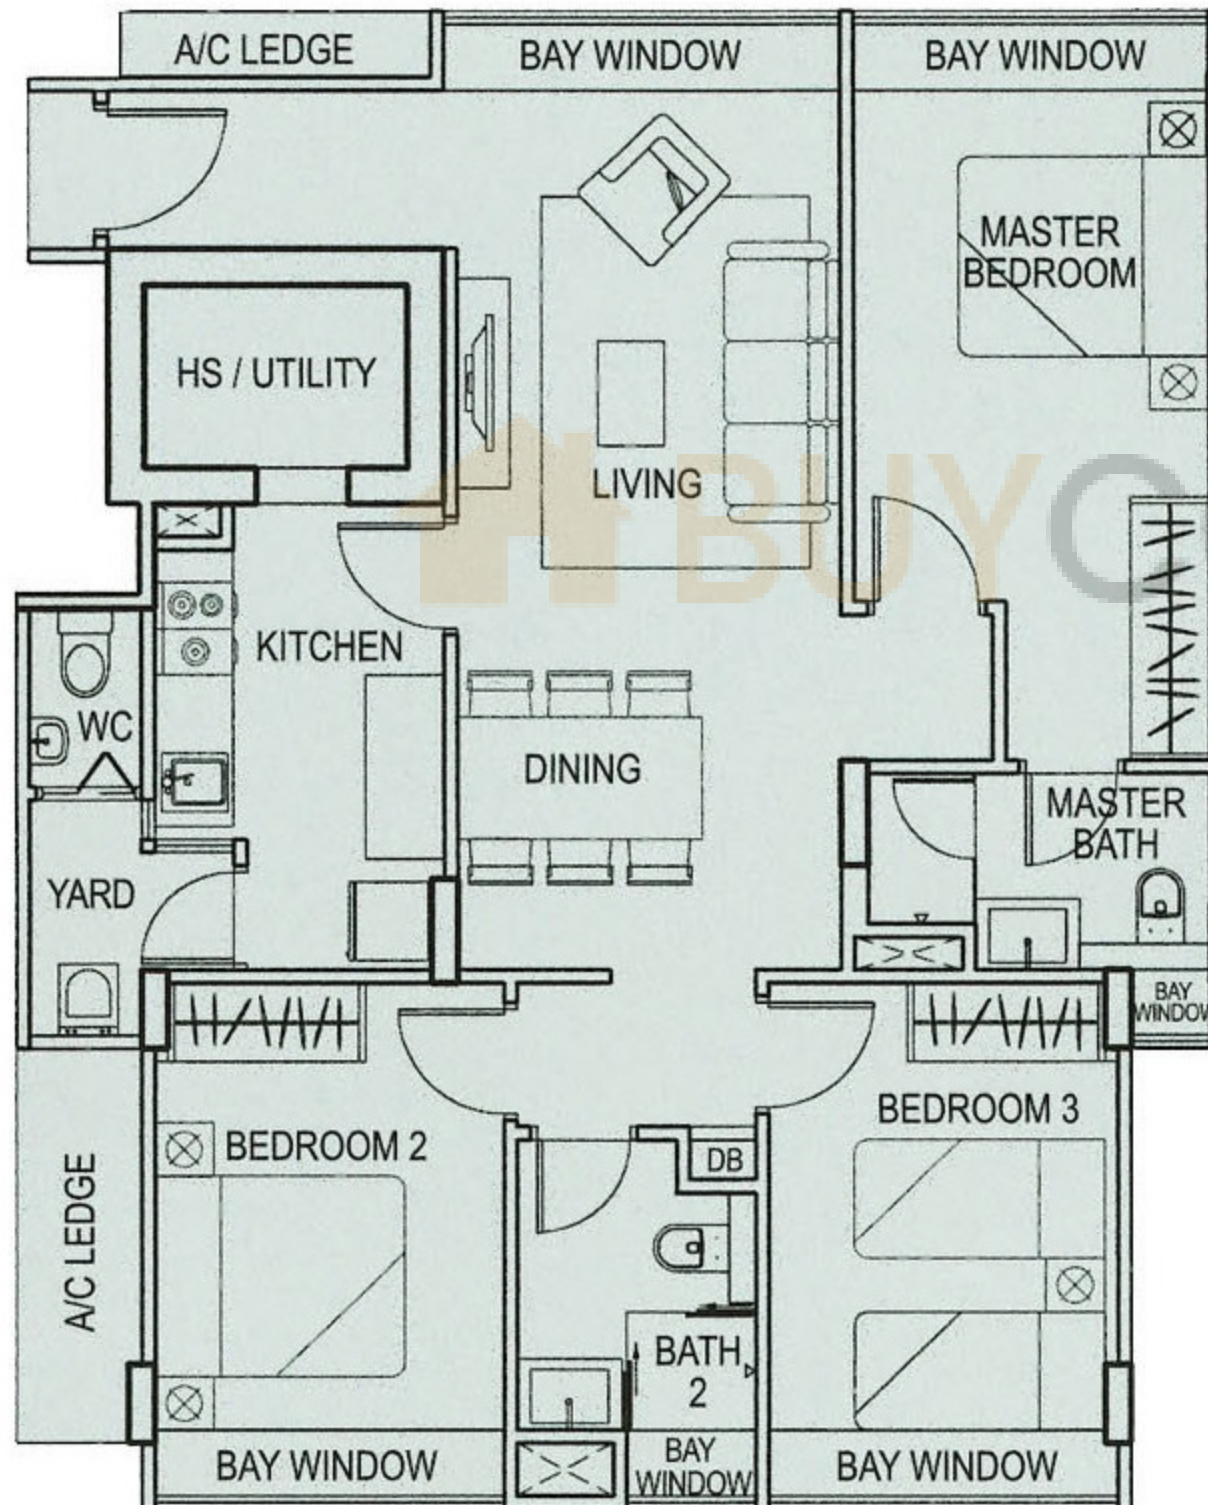 A/C LEDGE
BAY WINDOW
BAY WINDOW
MASTER
BEDROOM
HS / UTILITY
LIVING
BUYC
KITCHEN
WC
DINING
MASTER
BATH
YARD
BAY
WINDOW
BEDROOM 2
BEDROOM 3
DB
A/C LEDGE
BATH
2
BAY WINDOW
BAY
WINDOW
BAY WINDOW